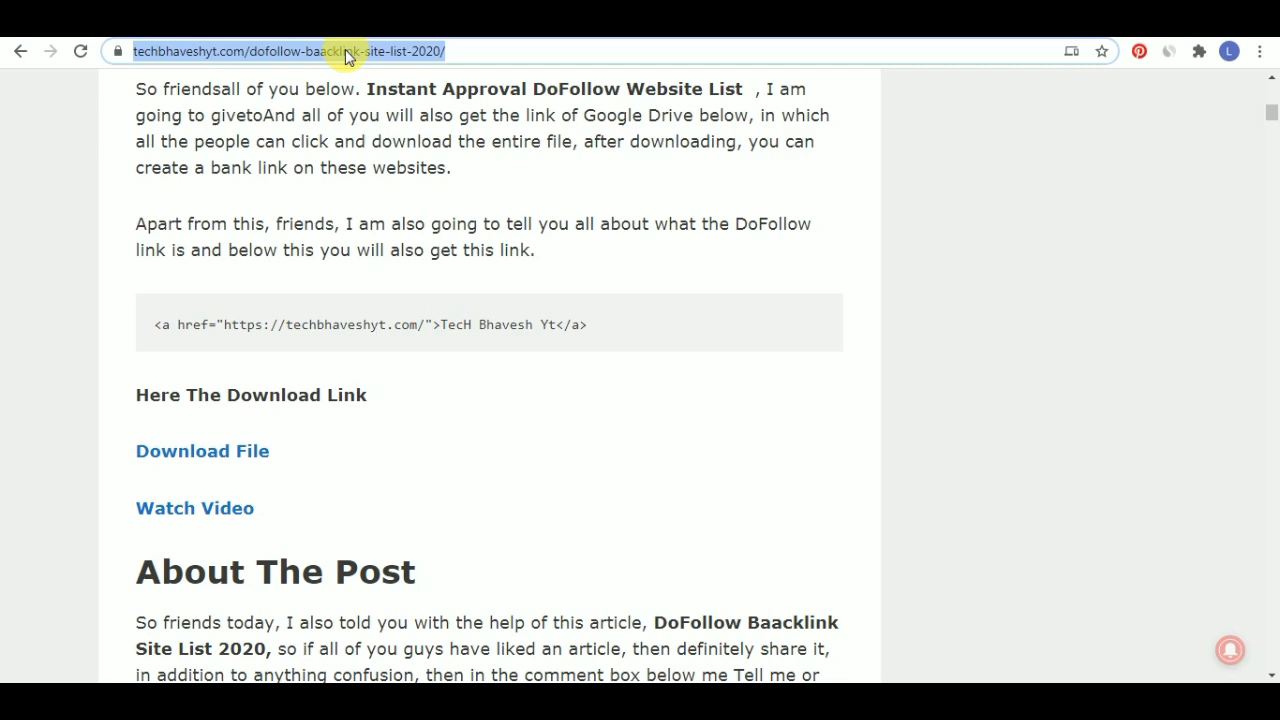 techbhaveshyt.com/dofollow-baacklink-site-list-2020/
L
So friendsall of you below. Instant Approval DoFollow Website List , I am
going to givetoAnd all of you will also get the link of Google Drive below, in which
all the people can click and download the entire file, after downloading, you can
create a bank link on these websites.
Apart from this, friends, I am also going to tell you all about what the DoFollow
link is and below this you will also get this link.
<a href="https://techbhaveshyt.com/">TecH Bhavesh Yt</a>
Here The Download Link
Download File
Watch Video
About The Post
So friends today, I also told you with the help of this article, DoFollow Baacklink
Site List 2020, so if all of you guys have liked an article, then definitely share it,
in addition to anything confusion, then in the comment box below me Tell me or